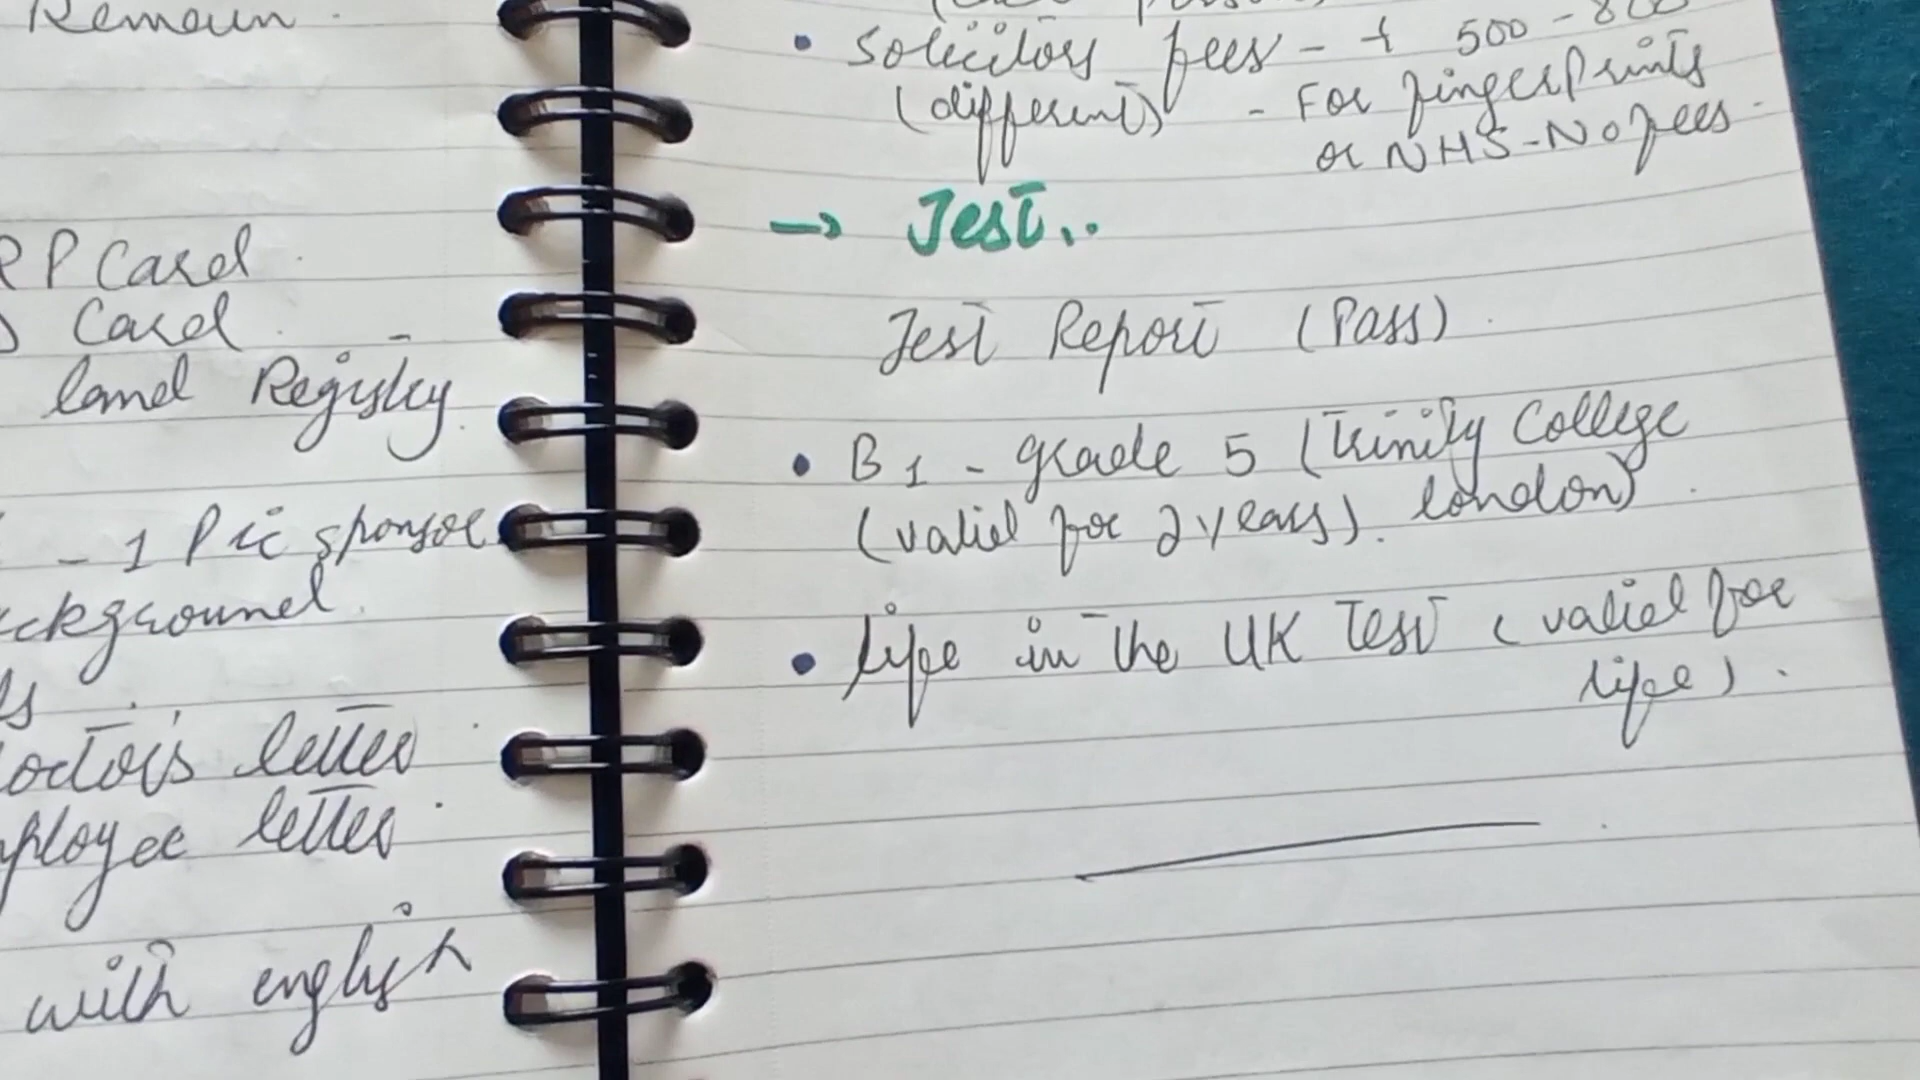 Remain.
RP Card.
Card.
land Registry.
- 1 Pic sponsor
ckground.
ls.
octor's letter.
ployee letter.
with english
• Solicitors fees - £ 500 - 800
(different) - For fingerprints
or NHS - No fees.
→ Test..
Test Report (Pass).
• B1 - grade 5 (Trinity College
(valid for 2 years). london).
• life in the UK Test (valid for
life).